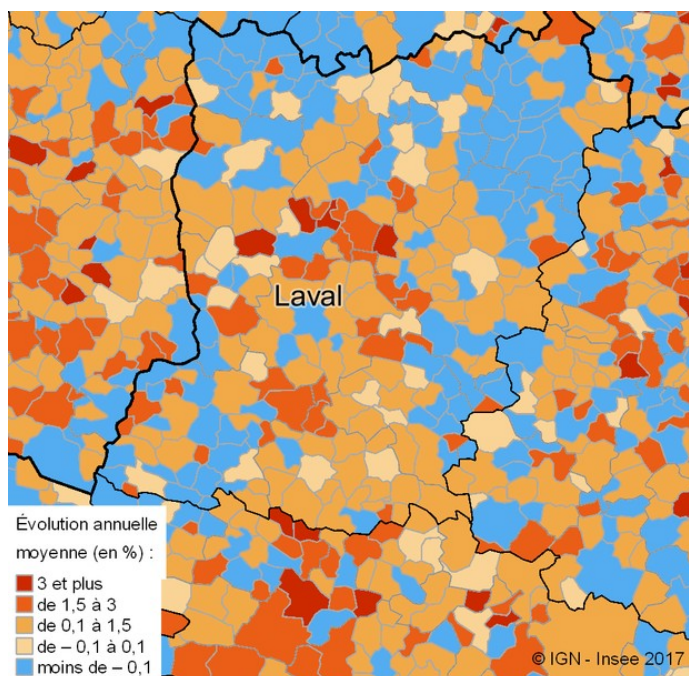 Laval
Évolution annuelle
moyenne (en %) :
3 et plus
de 1,5 à 3
de 0,1 à 1,5
de – 0,1 à 0,1
moins de – 0,1
© IGN - Insee 2017